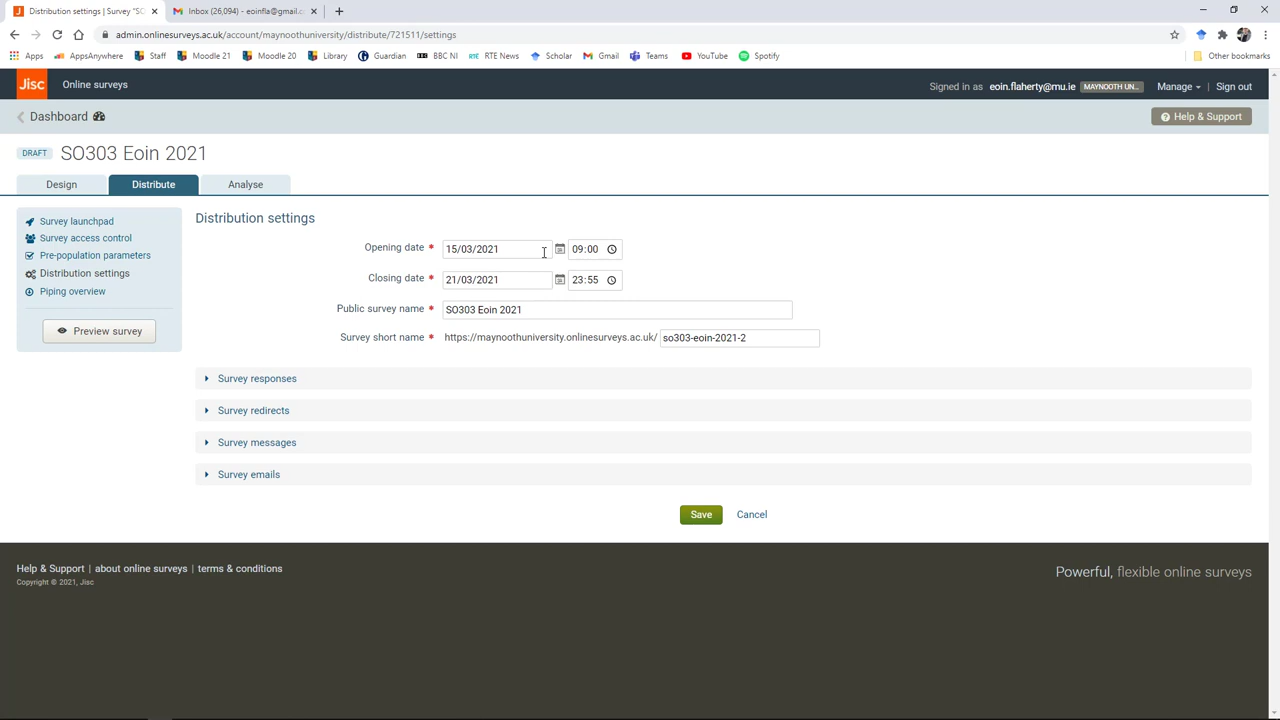 Distribution settings | Survey "SO
Inbox (26,094) - eoinfla@gmail.c
admin.onlinesurveys.ac.uk/account/maynoothuniversity/distribute/721511/settings
Apps AppsAnywhere Staff Moodle 21 Moodle 20 Library Guardian BBC NI RTE News Scholar Gmail Teams YouTube Spotify Other bookmarks
Jisc Online surveys Signed in as eoin.flaherty@mu.ie MAYNOOTH UN... Manage | Sign out
Dashboard Help & Support
DRAFT SO303 Eoin 2021
Design Distribute Analyse
Survey launchpad
Survey access control
Pre-population parameters
Distribution settings
Piping overview
Preview survey
Distribution settings
Opening date * 15/03/2021 09:00
Closing date * 21/03/2021 23:55
Public survey name * SO303 Eoin 2021
Survey short name * https://maynoothuniversity.onlinesurveys.ac.uk/ so303-eoin-2021-2
Survey responses
Survey redirects
Survey messages
Survey emails
Save Cancel
Help & Support | about online surveys | terms & conditions
Copyright © 2021, Jisc
Powerful, flexible online surveys